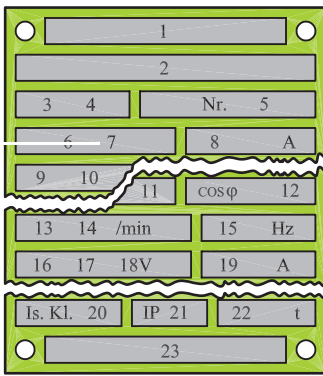 1
2
3 4 Nr. 5
6 7 8 A
9 10
11 cosφ 12
13 14 /min 15 Hz
16 17 18V 19 A
Is. Kl. 20 IP 21 22 t
23